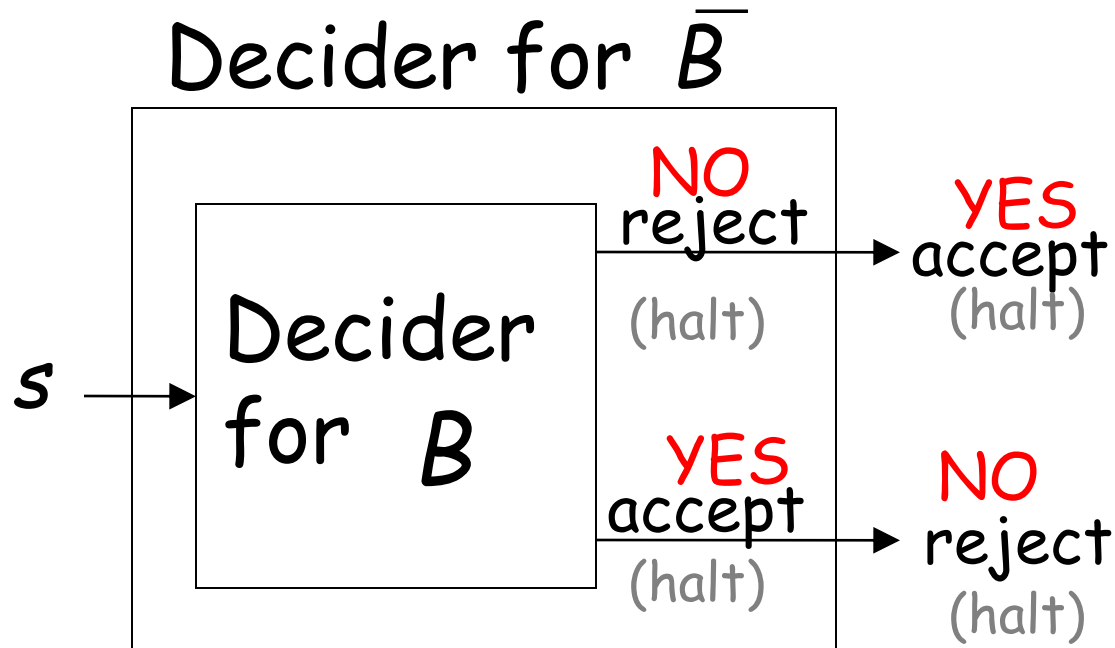 Decider for B̅
NO
reject
(halt)
YES
accept
(halt)
s
Decider
for B
YES
accept
(halt)
NO
reject
(halt)